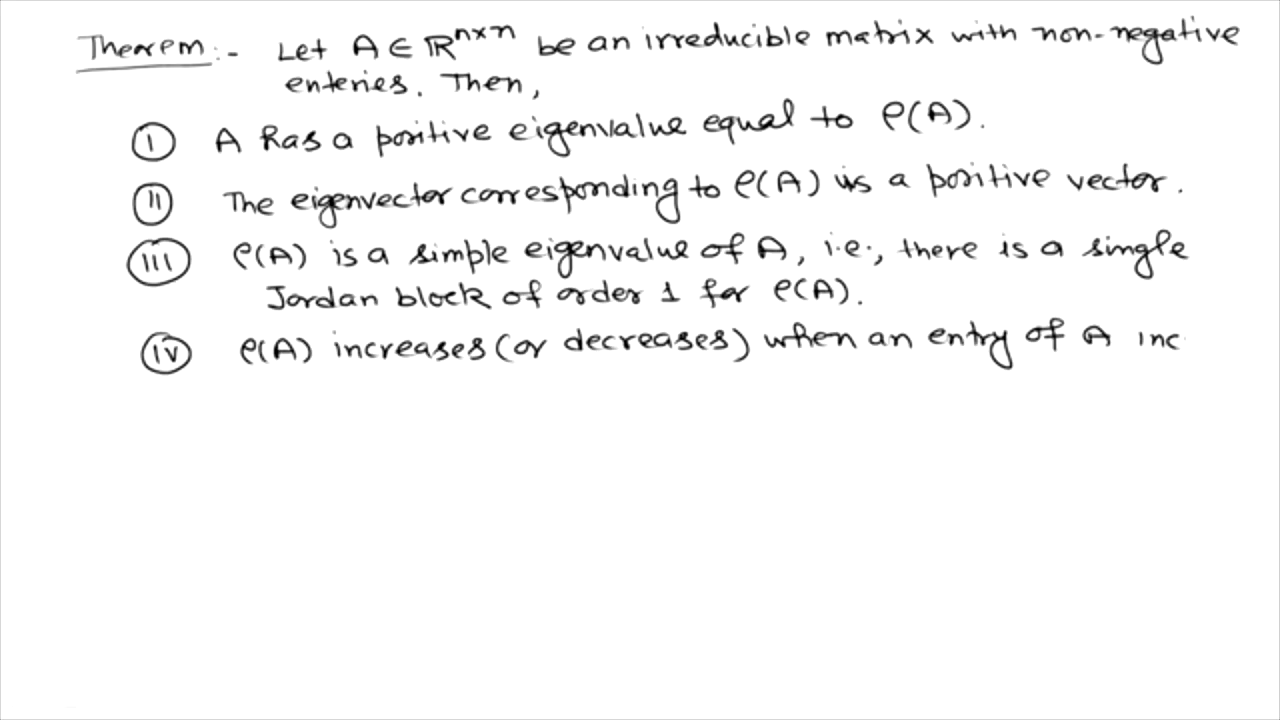 Theorem:- Let A ∈ ℝⁿˣⁿ be an irreducible matrix with non-negative
enteries. Then,
(i) A has a positive eigenvalue equal to ρ(A).
(ii) The eigenvector corresponding to ρ(A) is a positive vector.
(iii) ρ(A) is a simple eigenvalue of A, i.e., there is a single
Jordan block of order 1 for ρ(A).
(iv) ρ(A) increases (or decreases) when an entry of A inc